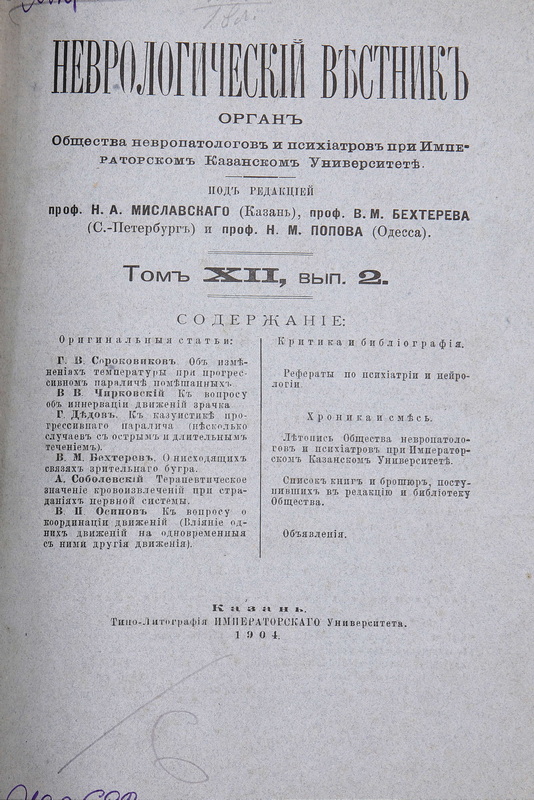 НЕВРОЛОГИЧЕСКІЙ ВѢСТНИКЪ
ОРГАНЪ
Общества невропатологовъ и психіатровъ при Импе-
раторскомъ Казанскомъ Университетѣ.
ПОДЪ РЕДАКЦІЕЙ
проф. Н. А. МИСЛАВСКАГО (Казань), проф. В. М. БЕХТЕРЕВА
(С.-Петербургъ) и проф. Н. М. ПОПОВА (Одесса).
Томъ XII, вып. 2.
СОДЕРЖАНІЕ:
Оригинальныя статьи:
Г. В. Сороковиковъ. Объ измѣ-
неніяхъ температуры при прогрес-
сивномъ параличѣ помѣшанныхъ.
В. В. Чирковскій Къ вопросу
объ иннерваціи движеній зрачка
Г. Дѣдовъ. Къ казуистикѣ про-
грессивнаго паралича (нѣсколько
случаевъ съ острымъ и длительнымъ
теченіемъ).
В. М. Бехтеревъ. О нисходящихъ
связяхъ зрительнаго бугра.
А. Соболевскій Терапевтическое
значеніе кровоизвлеченій при стра-
даніяхъ нервной системы.
В. П. Осиповъ Къ вопросу о
координаціи движеній (Вліяніе од-
нихъ движеній на одновременныя
съ ними другія движенія).
Критика и библіографія.
Рефераты по психіатріи и нейро-
логіи
Хроника и смѣсь.
Лѣтопись Общества невропатоло-
говъ и психіатровъ при Император-
скомъ Казанскомъ Университетѣ.
Списокъ книгъ и брошюръ, посту-
пившихъ въ редакцію и библіотеку
Общества.
Объявленія.
Казань.
Типо-Литографія ИМПЕРАТОРСКАГО Университета.
1904.
6